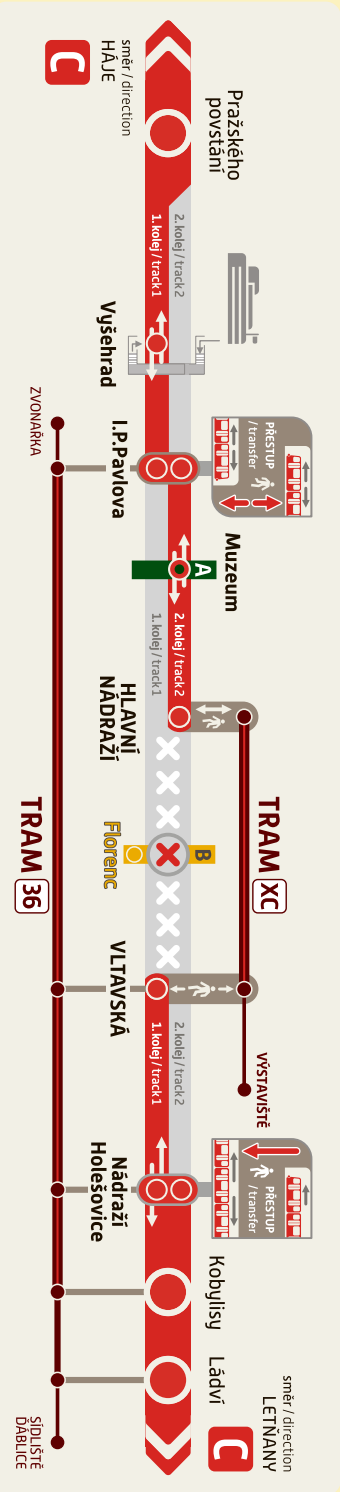 směr / direction
HÁJE
C
Pražského
povstání
2. kolej / track 2
1. kolej / track 1
Vyšehrad
ZVONAŘKA
I.P.Pavlova
PŘESTUP
/ transfer
Muzeum
A
2. kolej / track 2
1. kolej / track 1
HLAVNÍ
NÁDRAŽÍ
TRAM XC
TRAM 36
B
Florenc
VLTAVSKÁ
2. kolej / track 2
1. kolej / track 1
VÝSTAVIŠTĚ
Nádraží
Holešovice
PŘESTUP
/ transfer
Kobylisy
Ládví
směr / direction
LETŇANY
C
SÍDLIŠTĚ
ĎÁBLICE